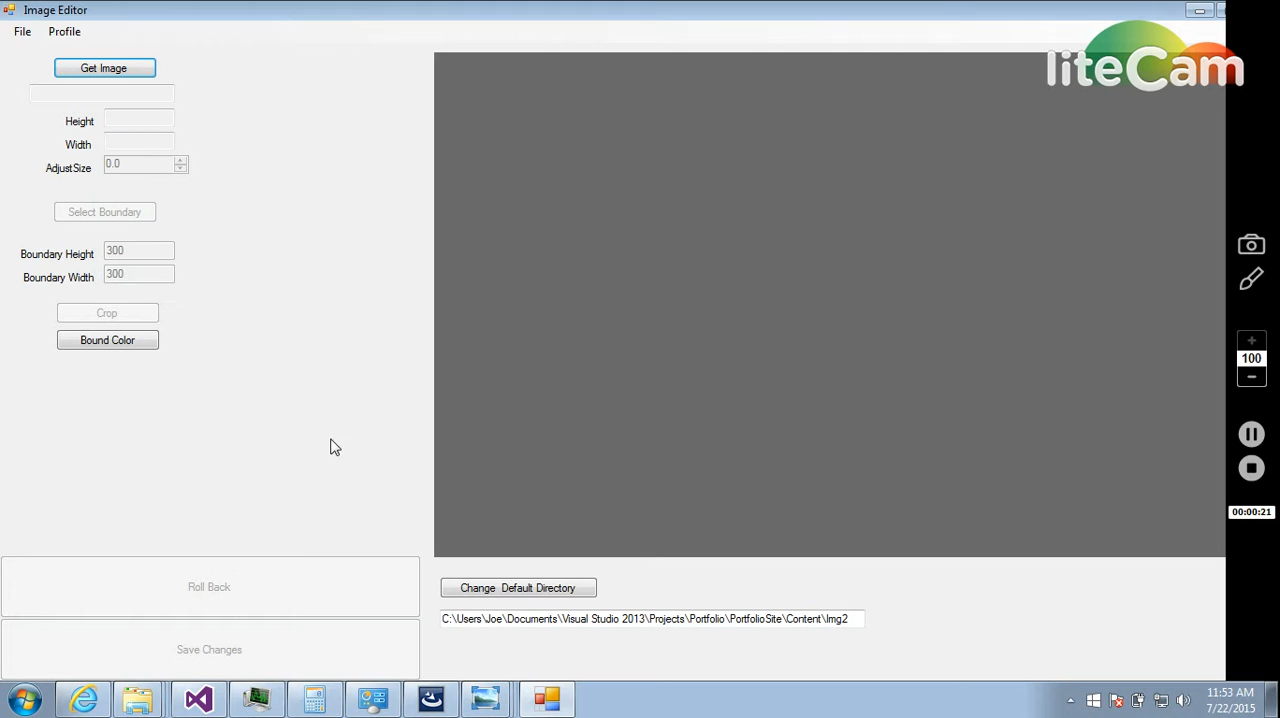 Image Editor
File Profile
liteCam
Get Image
Height
Width
AdjustSize 0.0
Select Boundary
Boundary Height 300
Boundary Width 300
Crop
Bound Color
100
00:00:21
Roll Back
Change Default Directory
C:\Users\Joe\Documents\Visual Studio 2013\Projects\Portfolio\PortfolioSite\Content\Img2
Save Changes
11:53 AM
7/22/2015